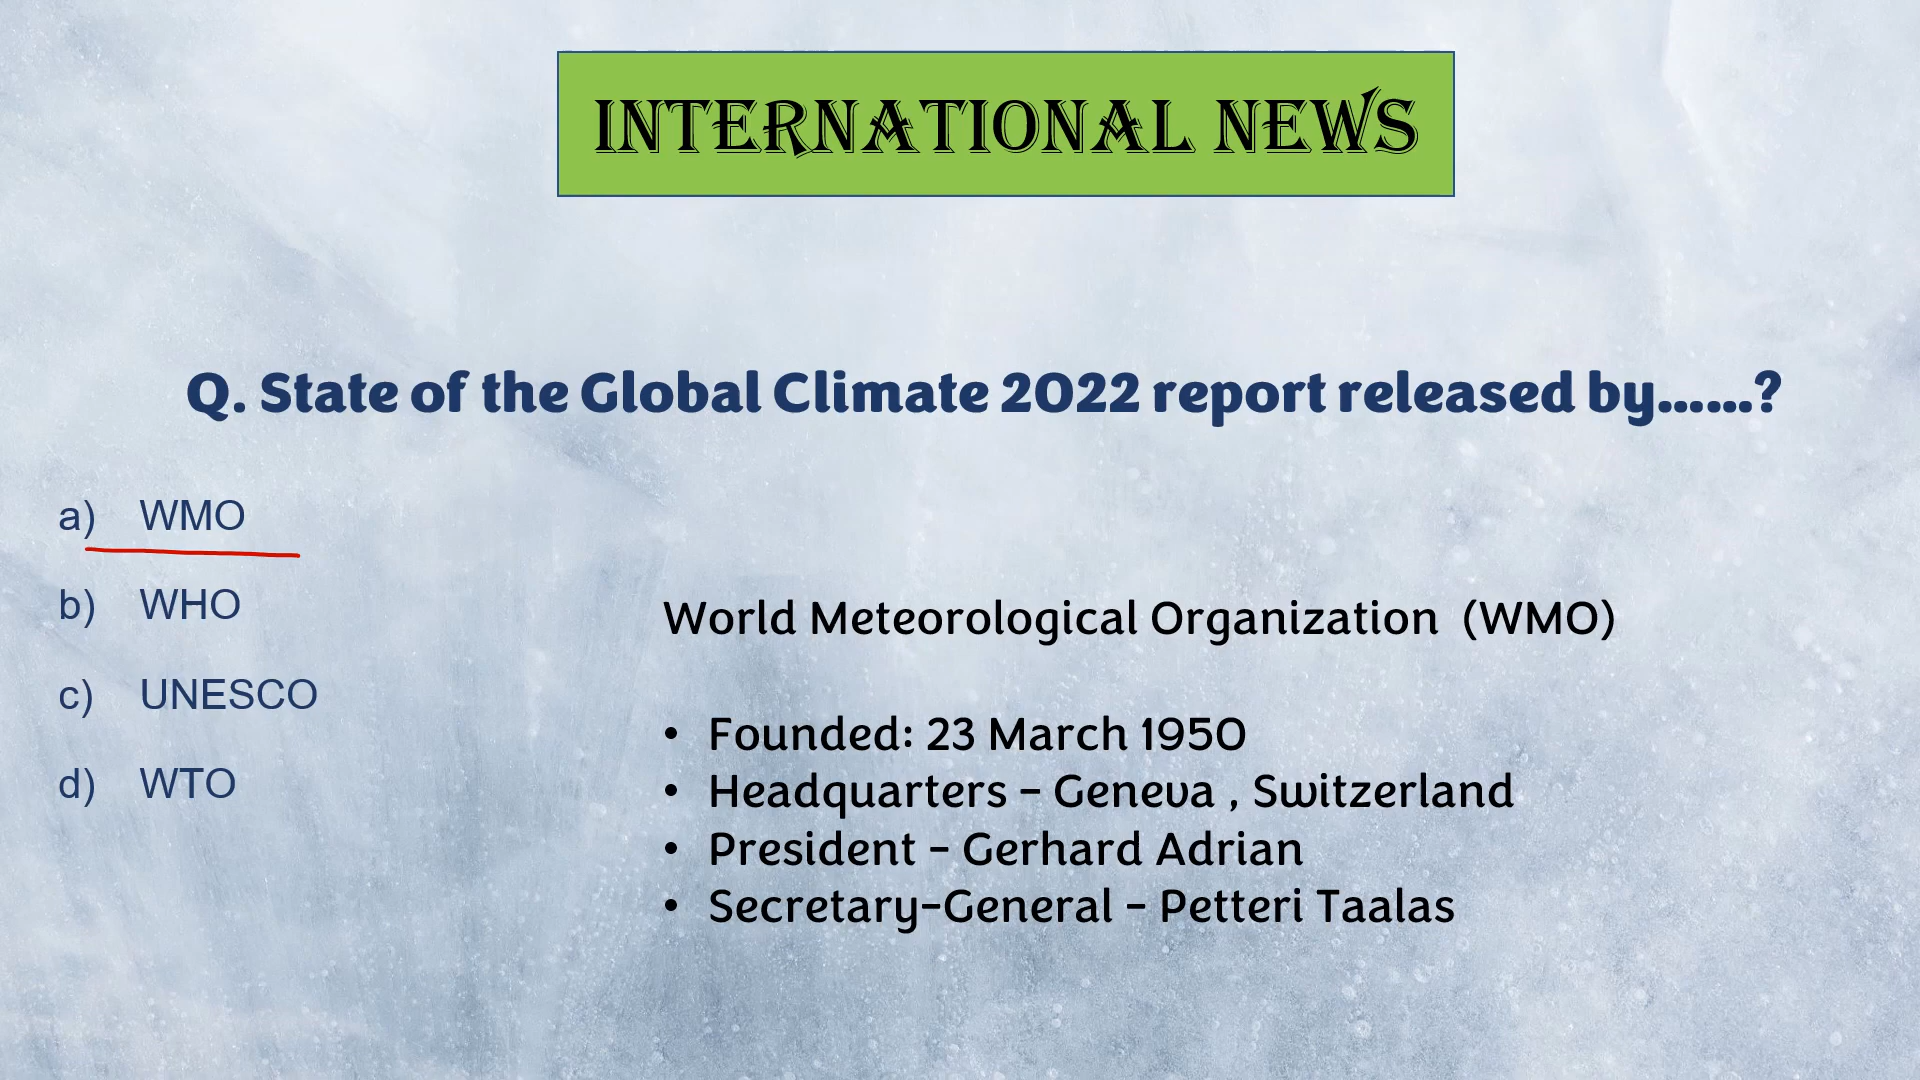 INTERNATIONAL NEWS
Q. State of the Global Climate 2022 report released by......?
a) WMO
b) WHO
c) UNESCO
d) WTO
World Meteorological Organization (WMO)
• Founded: 23 March 1950
• Headquarters – Geneva , Switzerland
• President – Gerhard Adrian
• Secretary-General – Petteri Taalas